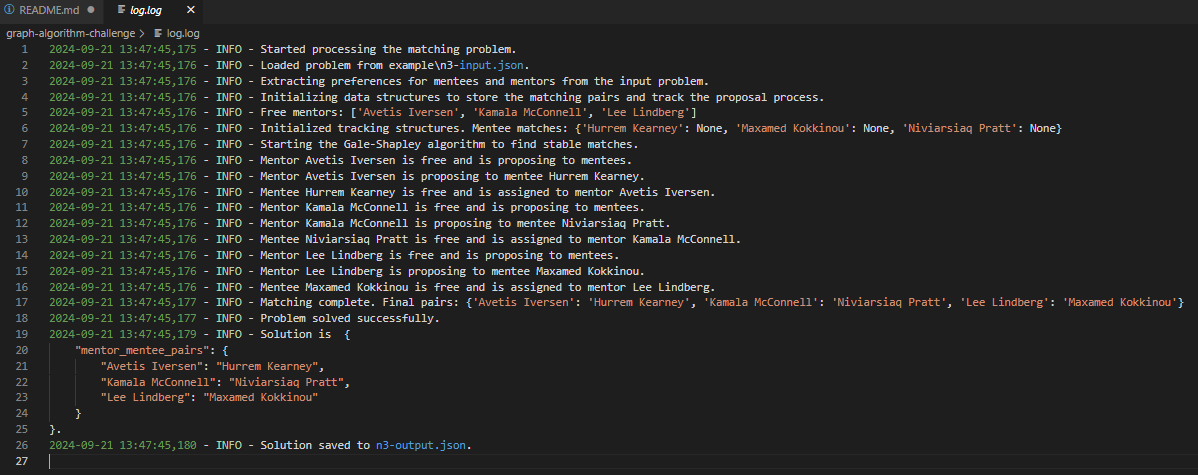 README.md
log.log
graph-algorithm-challenge > log.log
1 2024-09-21 13:47:45,175 - INFO - Started processing the matching problem.
2 2024-09-21 13:47:45,176 - INFO - Loaded problem from example\n3-input.json.
3 2024-09-21 13:47:45,176 - INFO - Extracting preferences for mentees and mentors from the input problem.
4 2024-09-21 13:47:45,176 - INFO - Initializing data structures to store the matching pairs and track the proposal process.
5 2024-09-21 13:47:45,176 - INFO - Free mentors: ['Avetis Iversen', 'Kamala McConnell', 'Lee Lindberg']
6 2024-09-21 13:47:45,176 - INFO - Initialized tracking structures. Mentee matches: {'Hurrem Kearney': None, 'Maxamed Kokkinou': None, 'Niviarsiaq Pratt': None}
7 2024-09-21 13:47:45,176 - INFO - Starting the Gale-Shapley algorithm to find stable matches.
8 2024-09-21 13:47:45,176 - INFO - Mentor Avetis Iversen is free and is proposing to mentees.
9 2024-09-21 13:47:45,176 - INFO - Mentor Avetis Iversen is proposing to mentee Hurrem Kearney.
10 2024-09-21 13:47:45,176 - INFO - Mentee Hurrem Kearney is free and is assigned to mentor Avetis Iversen.
11 2024-09-21 13:47:45,176 - INFO - Mentor Kamala McConnell is free and is proposing to mentees.
12 2024-09-21 13:47:45,176 - INFO - Mentor Kamala McConnell is proposing to mentee Niviarsiaq Pratt.
13 2024-09-21 13:47:45,176 - INFO - Mentee Niviarsiaq Pratt is free and is assigned to mentor Kamala McConnell.
14 2024-09-21 13:47:45,176 - INFO - Mentor Lee Lindberg is free and is proposing to mentees.
15 2024-09-21 13:47:45,176 - INFO - Mentor Lee Lindberg is proposing to mentee Maxamed Kokkinou.
16 2024-09-21 13:47:45,176 - INFO - Mentee Maxamed Kokkinou is free and is assigned to mentor Lee Lindberg.
17 2024-09-21 13:47:45,177 - INFO - Matching complete. Final pairs: {'Avetis Iversen': 'Hurrem Kearney', 'Kamala McConnell': 'Niviarsiaq Pratt', 'Lee Lindberg': 'Maxamed Kokkinou'}
18 2024-09-21 13:47:45,177 - INFO - Problem solved successfully.
19 2024-09-21 13:47:45,179 - INFO - Solution is  {
20     "mentor_mentee_pairs": {
21         "Avetis Iversen": "Hurrem Kearney",
22         "Kamala McConnell": "Niviarsiaq Pratt",
23         "Lee Lindberg": "Maxamed Kokkinou"
24     }
25 }.
26 2024-09-21 13:47:45,180 - INFO - Solution saved to n3-output.json.
27